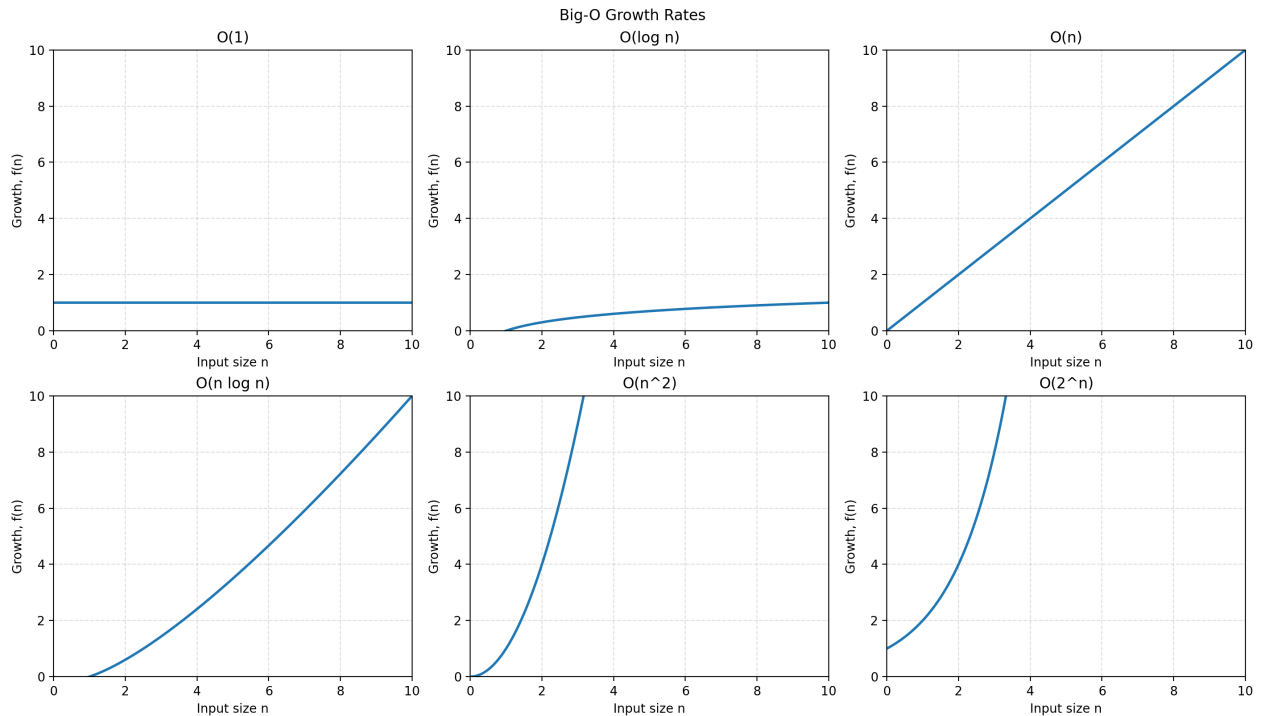 Big-O Growth Rates
O(1)
10
8
6
4
2
0
Growth, f(n)
0 2 4 6 8 10
Input size n
O(log n)
10
8
6
4
2
0
Growth, f(n)
0 2 4 6 8 10
Input size n
O(n)
10
8
6
4
2
0
Growth, f(n)
0 2 4 6 8 10
Input size n
O(n log n)
10
8
6
4
2
0
Growth, f(n)
0 2 4 6 8 10
Input size n
O(n^2)
10
8
6
4
2
0
Growth, f(n)
0 2 4 6 8 10
Input size n
O(2^n)
10
8
6
4
2
0
Growth, f(n)
0 2 4 6 8 10
Input size n